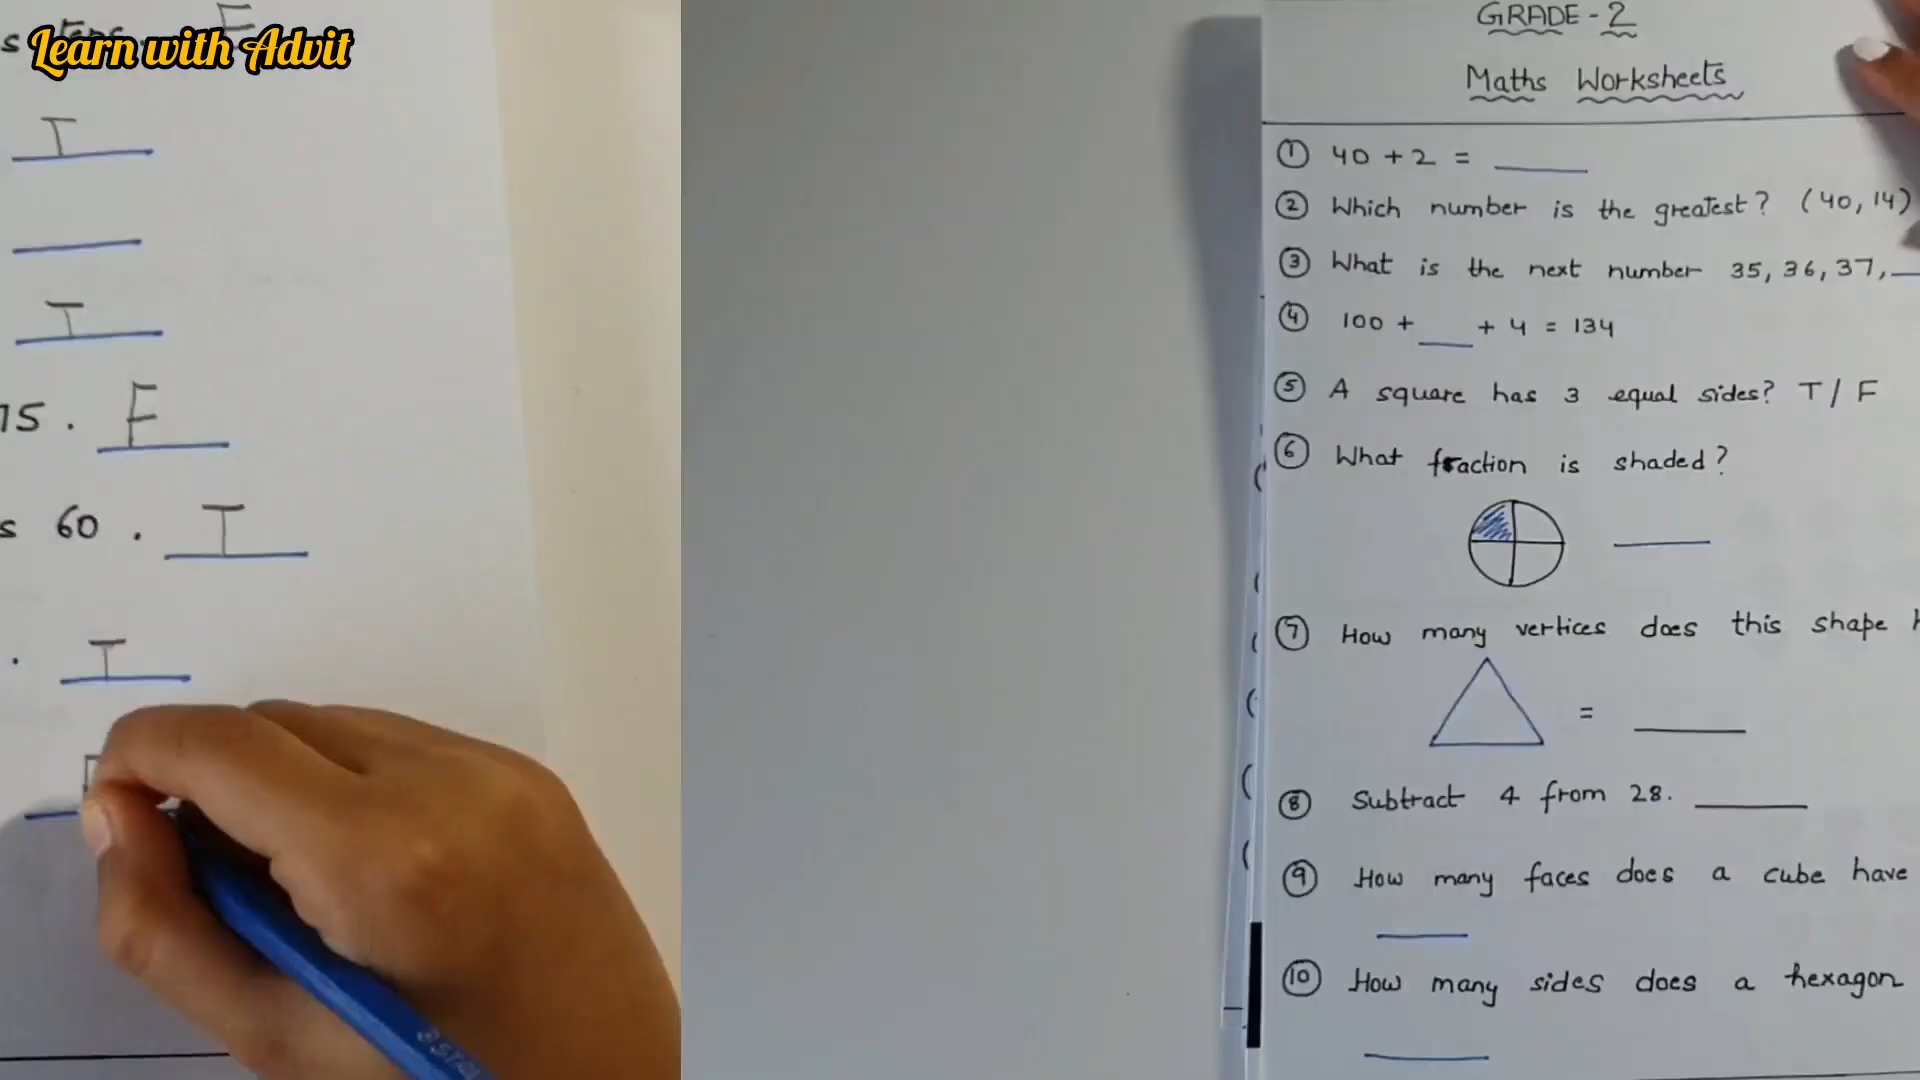 Learn with Advit
F
T
T
15. F
s 60. T
. T
GRADE - 2
Maths Worksheets
① 40 + 2 =
② Which number is the greatest? (40, 14)
③ What is the next number 35, 36, 37,
④ 100 + ___ + 4 = 134
⑤ A square has 3 equal sides? T / F
⑥ What fraction is shaded?
⑦ How many vertices does this shape
=
⑧ Subtract 4 from 28.
⑨ How many faces does a cube have
⑩ How many sides does a hexagon